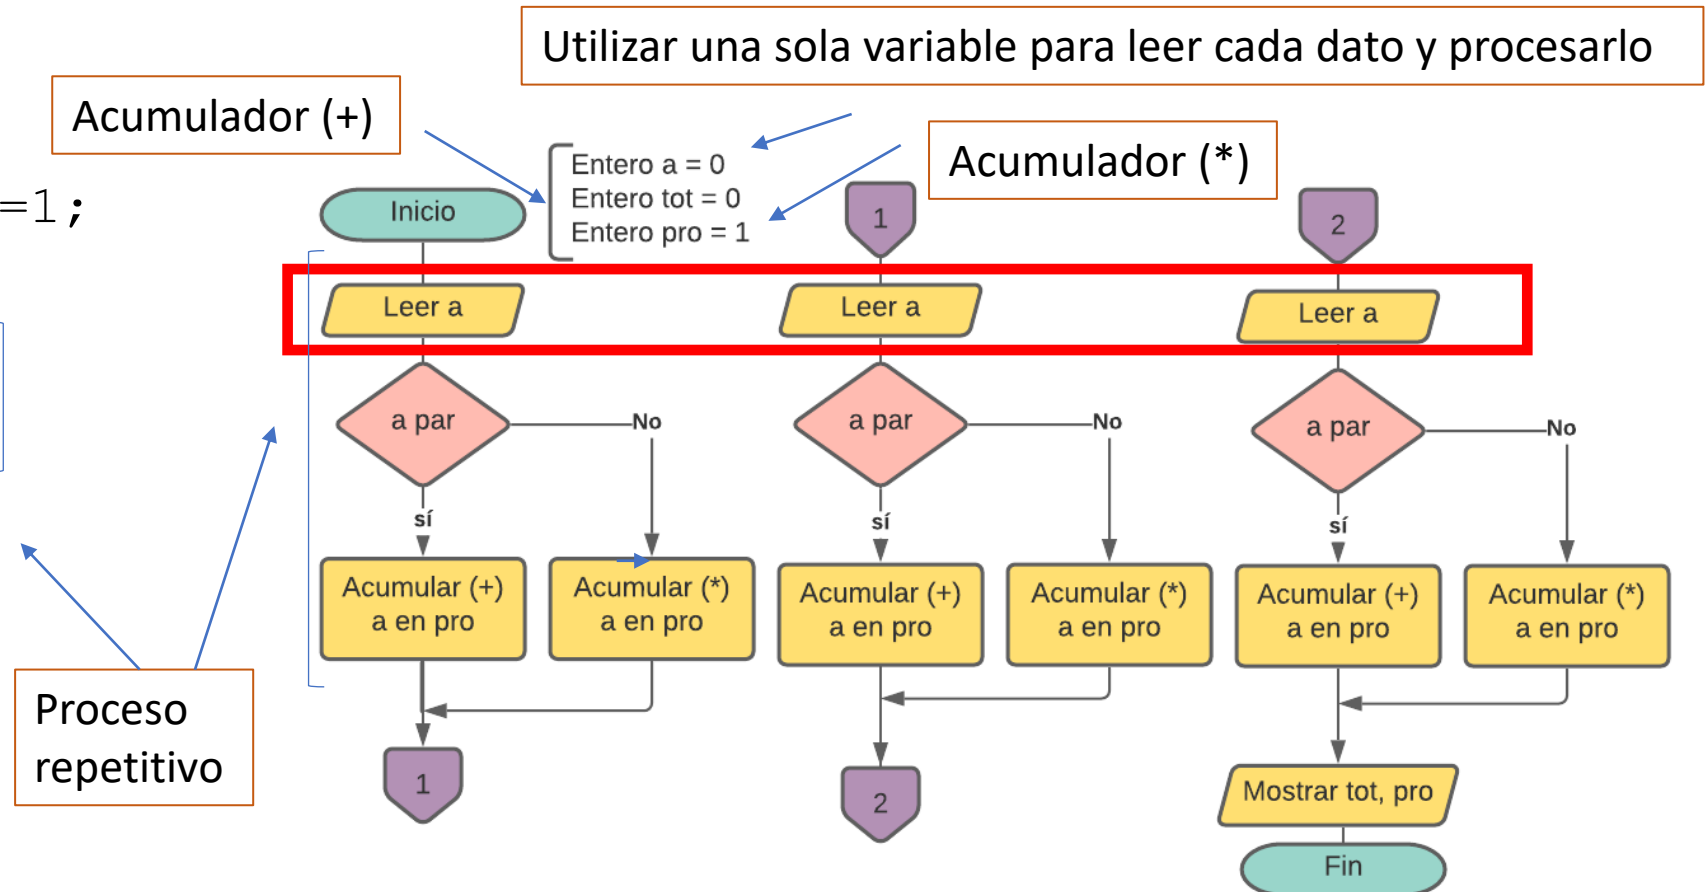 Utilizar una sola variable para leer cada dato y procesarlo
Acumulador (+)
Acumulador (*)
=1;
Entero a = 0
Entero tot = 0
Entero pro = 1
Inicio
1
2
Leer a
Leer a
Leer a
a par
No
a par
No
a par
No
sí
sí
sí
Acumular (+)
a en pro
Acumular (*)
a en pro
Acumular (+)
a en pro
Acumular (*)
a en pro
Acumular (+)
a en pro
Acumular (*)
a en pro
Proceso
repetitivo
1
2
Mostrar tot, pro
Fin